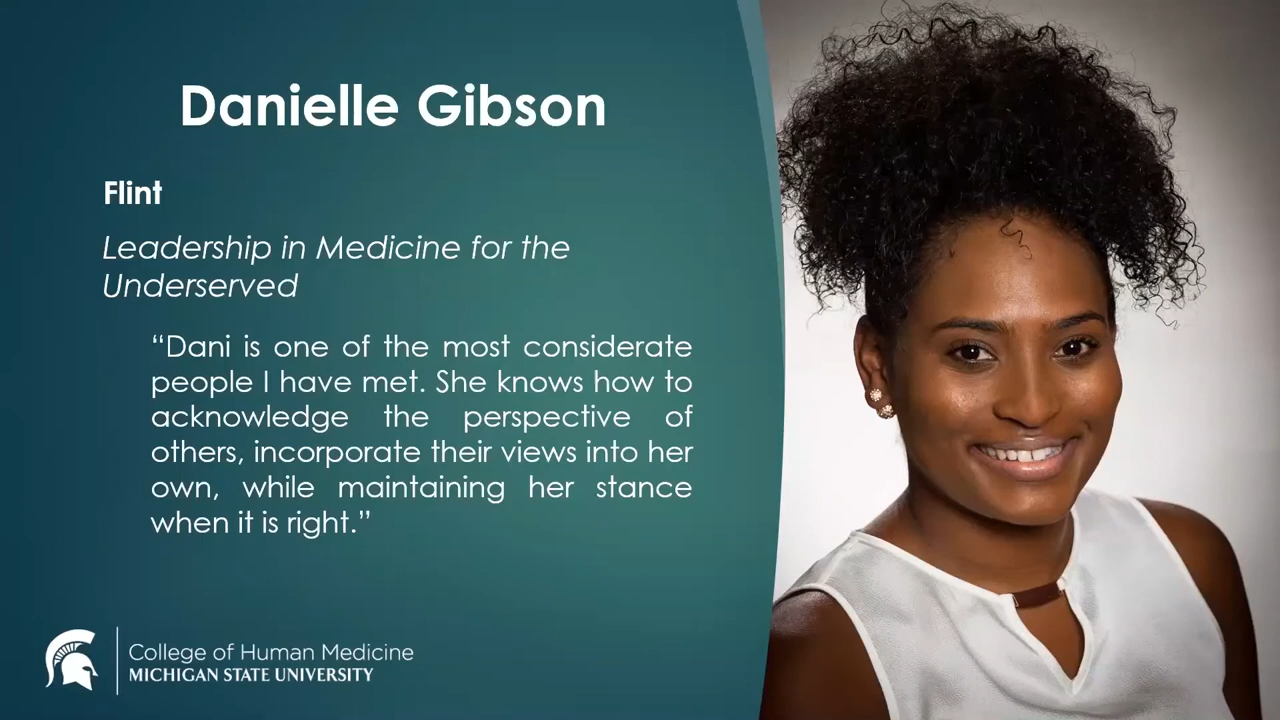 Danielle Gibson
Flint
Leadership in Medicine for the
Underserved
“Dani is one of the most considerate
people I have met. She knows how to
acknowledge the perspective of
others, incorporate their views into her
own, while maintaining her stance
when it is right.”
College of Human Medicine
MICHIGAN STATE UNIVERSITY